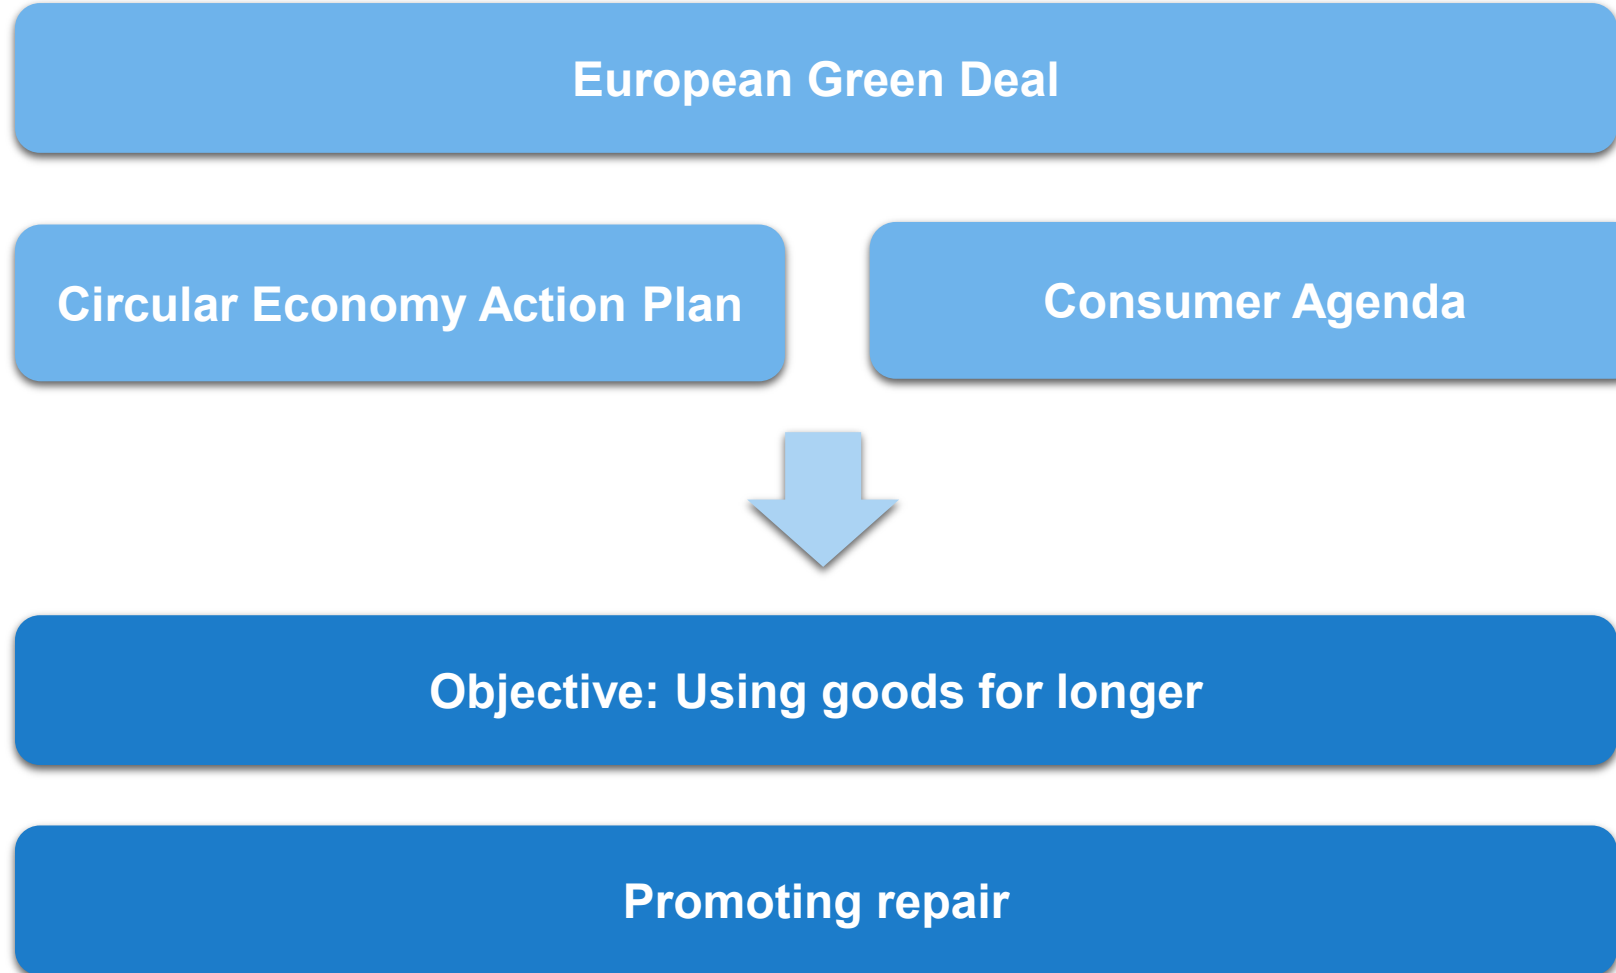 European Green Deal
Circular Economy Action Plan
Consumer Agenda
Objective: Using goods for longer
Promoting repair